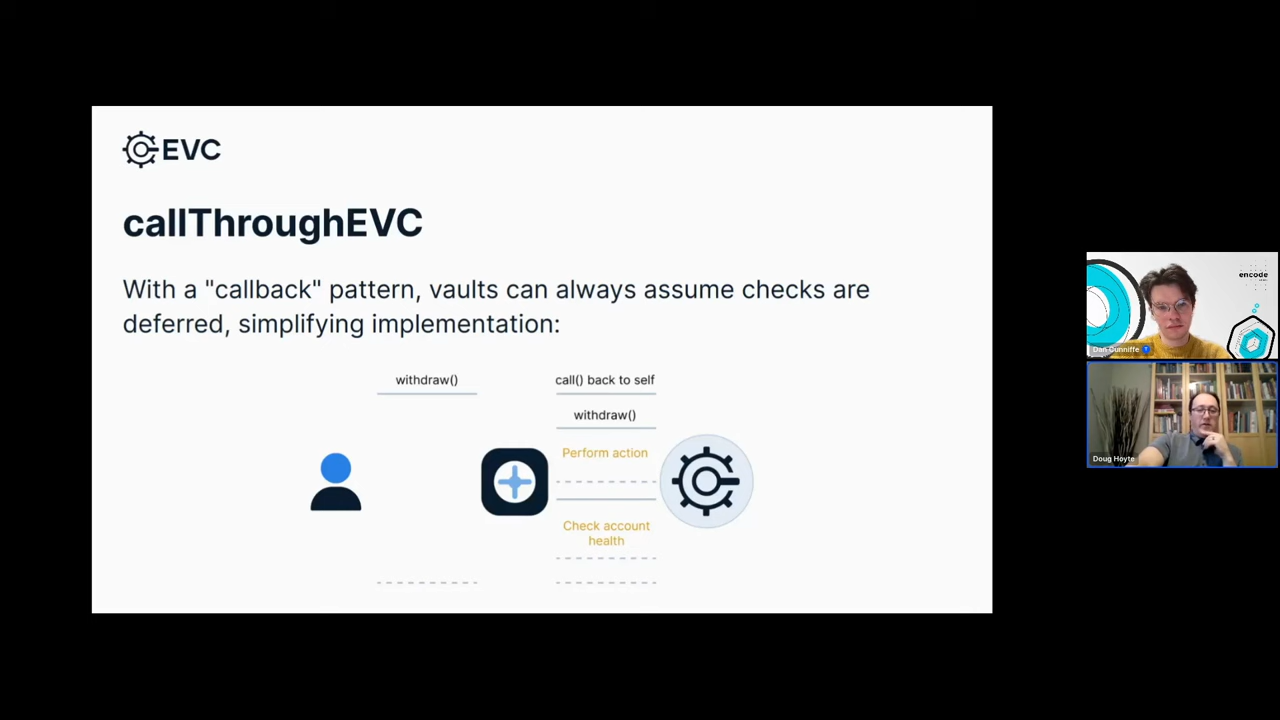 EVC
callThroughEVC
With a "callback" pattern, vaults can always assume checks are
deferred, simplifying implementation:
withdraw()
call() back to self
withdraw()
Perform action
Check account
health
encode
Dan Cunniffe
Doug Hoyte